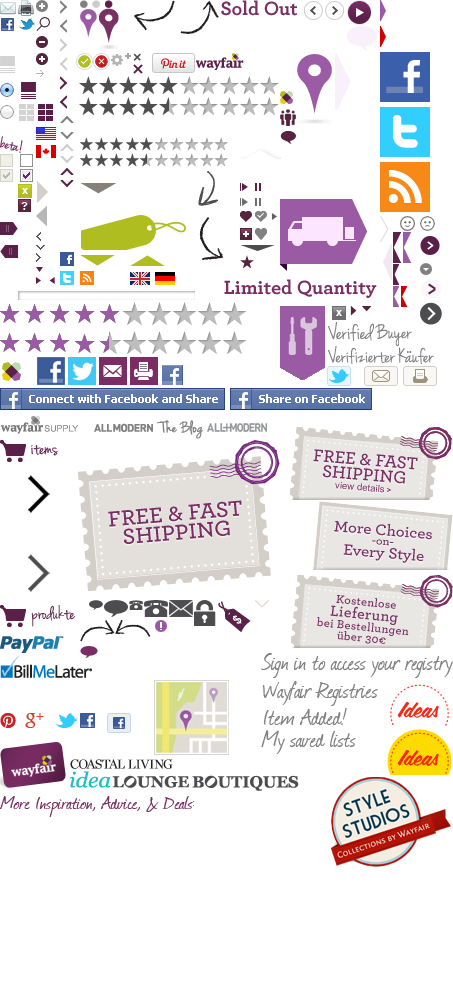 Sold Out
Pin it
wayfair
beta!
Limited Quantity
Verified Buyer
Verifizierter Käufer
Connect with Facebook and Share
Share on Facebook
wayfair SUPPLY
ALLMODERN
The Blog
ALL+MODERN
items
FREE & FAST
SHIPPING
FREE & FAST
SHIPPING
view details >
More Choices
-on-
Every Style
Kostenlose
Lieferung
bei Bestellungen
über 30€
produkte
PayPal
BillMeLater
Sign in to access your registry
Wayfair Registries
Item Added!
My saved lists
Ideas
Ideas
g+
wayfair
COASTAL LIVING
idea LOUNGE BOUTIQUES
More Inspiration, Advice, & Deals:
STYLE
STUDIOS
COLLECTIONS BY WAYFAIR